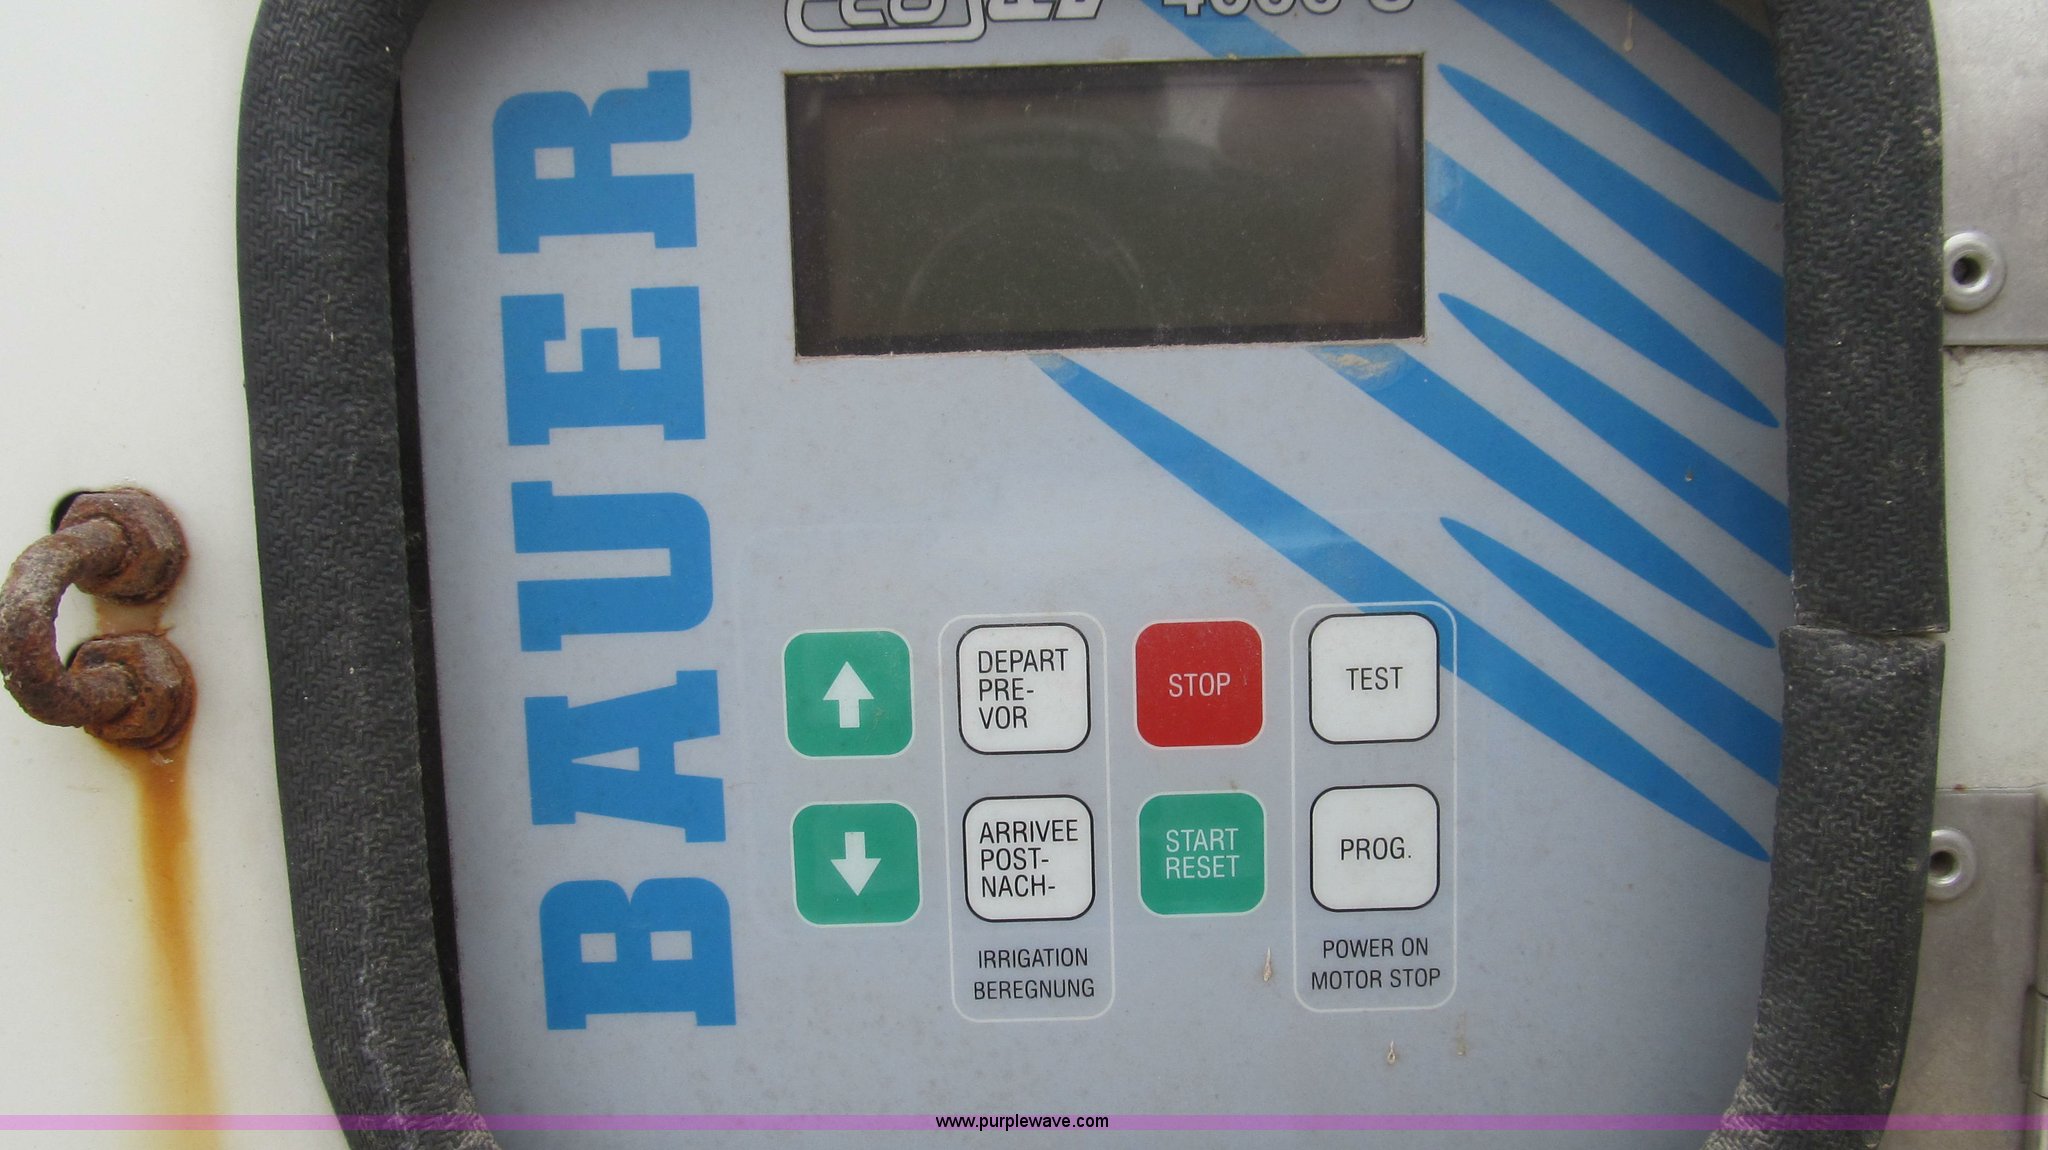 4000 S
BAUER
DEPART
PRE-
VOR
STOP
TEST
ARRIVEE
POST-
NACH-
START
RESET
PROG.
IRRIGATION
BEREGNUNG
POWER ON
MOTOR STOP
www.purplewave.com